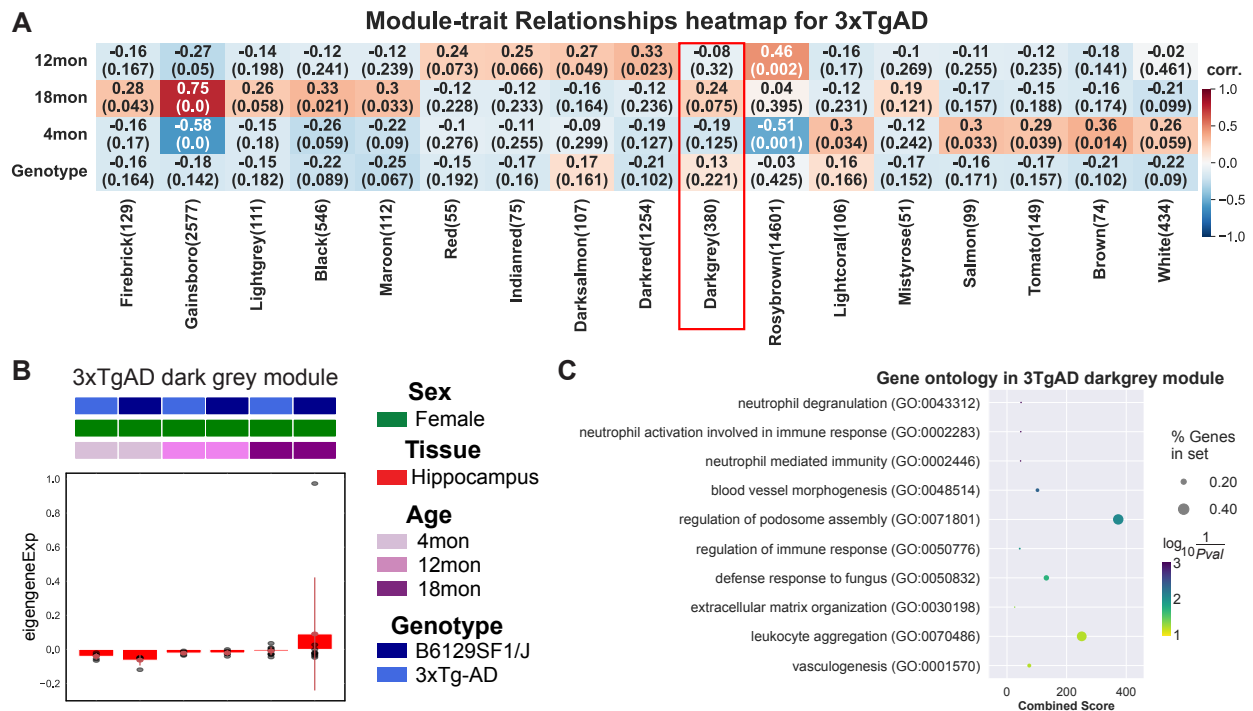 A
Module-trait Relationships heatmap for 3xTgAD
12mon
-0.16 -0.27 -0.14 -0.12 -0.12 0.24 0.25 0.27 0.33 -0.08 0.46 -0.16 -0.1 -0.11 -0.12 -0.18 -0.02
(0.167) (0.05) (0.198) (0.241) (0.239) (0.073) (0.066) (0.049) (0.023) (0.32) (0.002) (0.17) (0.269) (0.255) (0.235) (0.141) (0.461)
18mon
0.28 0.75 0.26 0.33 0.3 -0.12 -0.12 -0.16 -0.12 0.24 0.04 -0.12 0.19 -0.17 -0.15 -0.16 -0.21
(0.043) (0.0) (0.058) (0.021) (0.033) (0.228) (0.233) (0.164) (0.236) (0.075) (0.395) (0.231) (0.121) (0.157) (0.188) (0.174) (0.099)
4mon
-0.16 -0.58 -0.15 -0.26 -0.22 -0.1 -0.11 -0.09 -0.19 -0.19 -0.51 0.3 -0.12 0.3 0.29 0.36 0.26
(0.17) (0.0) (0.18) (0.059) (0.09) (0.276) (0.255) (0.299) (0.127) (0.125) (0.001) (0.034) (0.242) (0.033) (0.039) (0.014) (0.059)
Genotype
-0.16 -0.18 -0.15 -0.22 -0.25 -0.15 -0.17 0.17 -0.21 0.13 -0.03 0.16 -0.17 -0.16 -0.17 -0.17 -0.22
(0.164) (0.142) (0.182) (0.089) (0.067) (0.192) (0.16) (0.161) (0.102) (0.221) (0.425) (0.166) (0.152) (0.171) (0.157) (0.102) (0.09)
Firebrick(129)
Gainsboro(2577)
Lightgrey(111)
Black(546)
Maroon(112)
Red(55)
Indianred(75)
Darksalmon(107)
Darkred(1254)
Darkgrey(380)
Rosybrown(14601)
Lightcoral(106)
Mistyrose(51)
Salmon(99)
Tomato(149)
Brown(74)
White(434)
corr.
1.0
0.5
0.0
−0.5
−1.0
B
3xTgAD dark grey module
eigengeneExp
1.0
0.8
0.6
0.4
0.2
0.0
−0.2
Sex
Female
Tissue
Hippocampus
Age
4mon
12mon
18mon
Genotype
B6129SF1/J
3xTg-AD
C
Gene ontology in 3TgAD darkgrey module
neutrophil degranulation (GO:0043312)
neutrophil activation involved in immune response (GO:0002283)
neutrophil mediated immunity (GO:0002446)
blood vessel morphogenesis (GO:0048514)
regulation of podosome assembly (GO:0071801)
regulation of immune response (GO:0050776)
defense response to fungus (GO:0050832)
extracellular matrix organization (GO:0030198)
leukocyte aggregation (GO:0070486)
vasculogenesis (GO:0001570)
0 200 400
Combined Score
% Genes
in set
0.20
0.40
log10 1/Pval
3
2
1